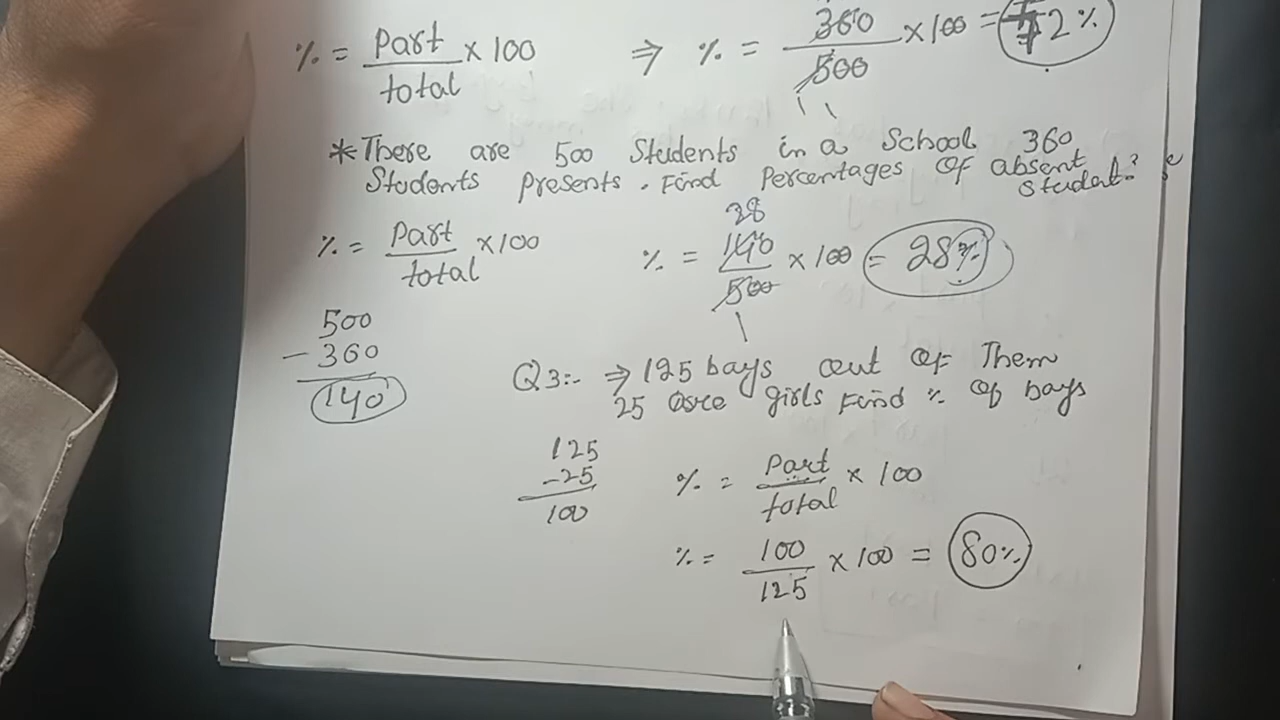 % = Part/total × 100 ⇒ % = 360/500 × 100 = 72%
* There are 500 Students in a School 360
Students Presents. Find Percentages of absent
student?
% = Part/total × 100
% = 28 140/500 × 100 = 28%
500
- 360
140
Q3:- ⇒ 125 bays out of Them
25 are girls Find % of bays
125
-25
100
% = Part/total × 100
% = 100/125 × 100 = 80%